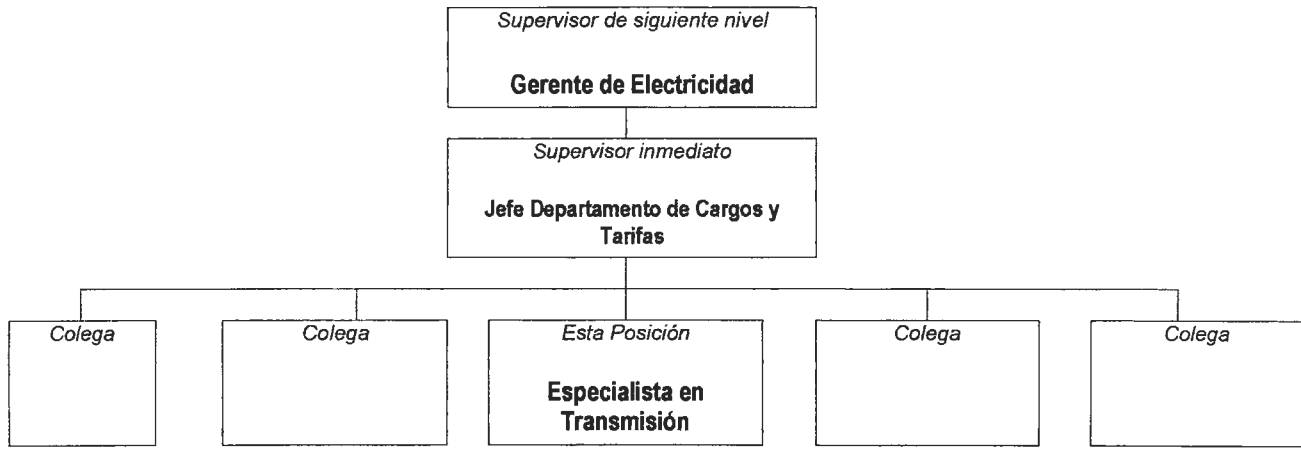 Supervisor de siguiente nivel
Gerente de Electricidad
Supervisor inmediato
Jefe Departamento de Cargos y
Tarifas
Colega
Colega
Esta Posición
Especialista en
Transmisión
Colega
Colega